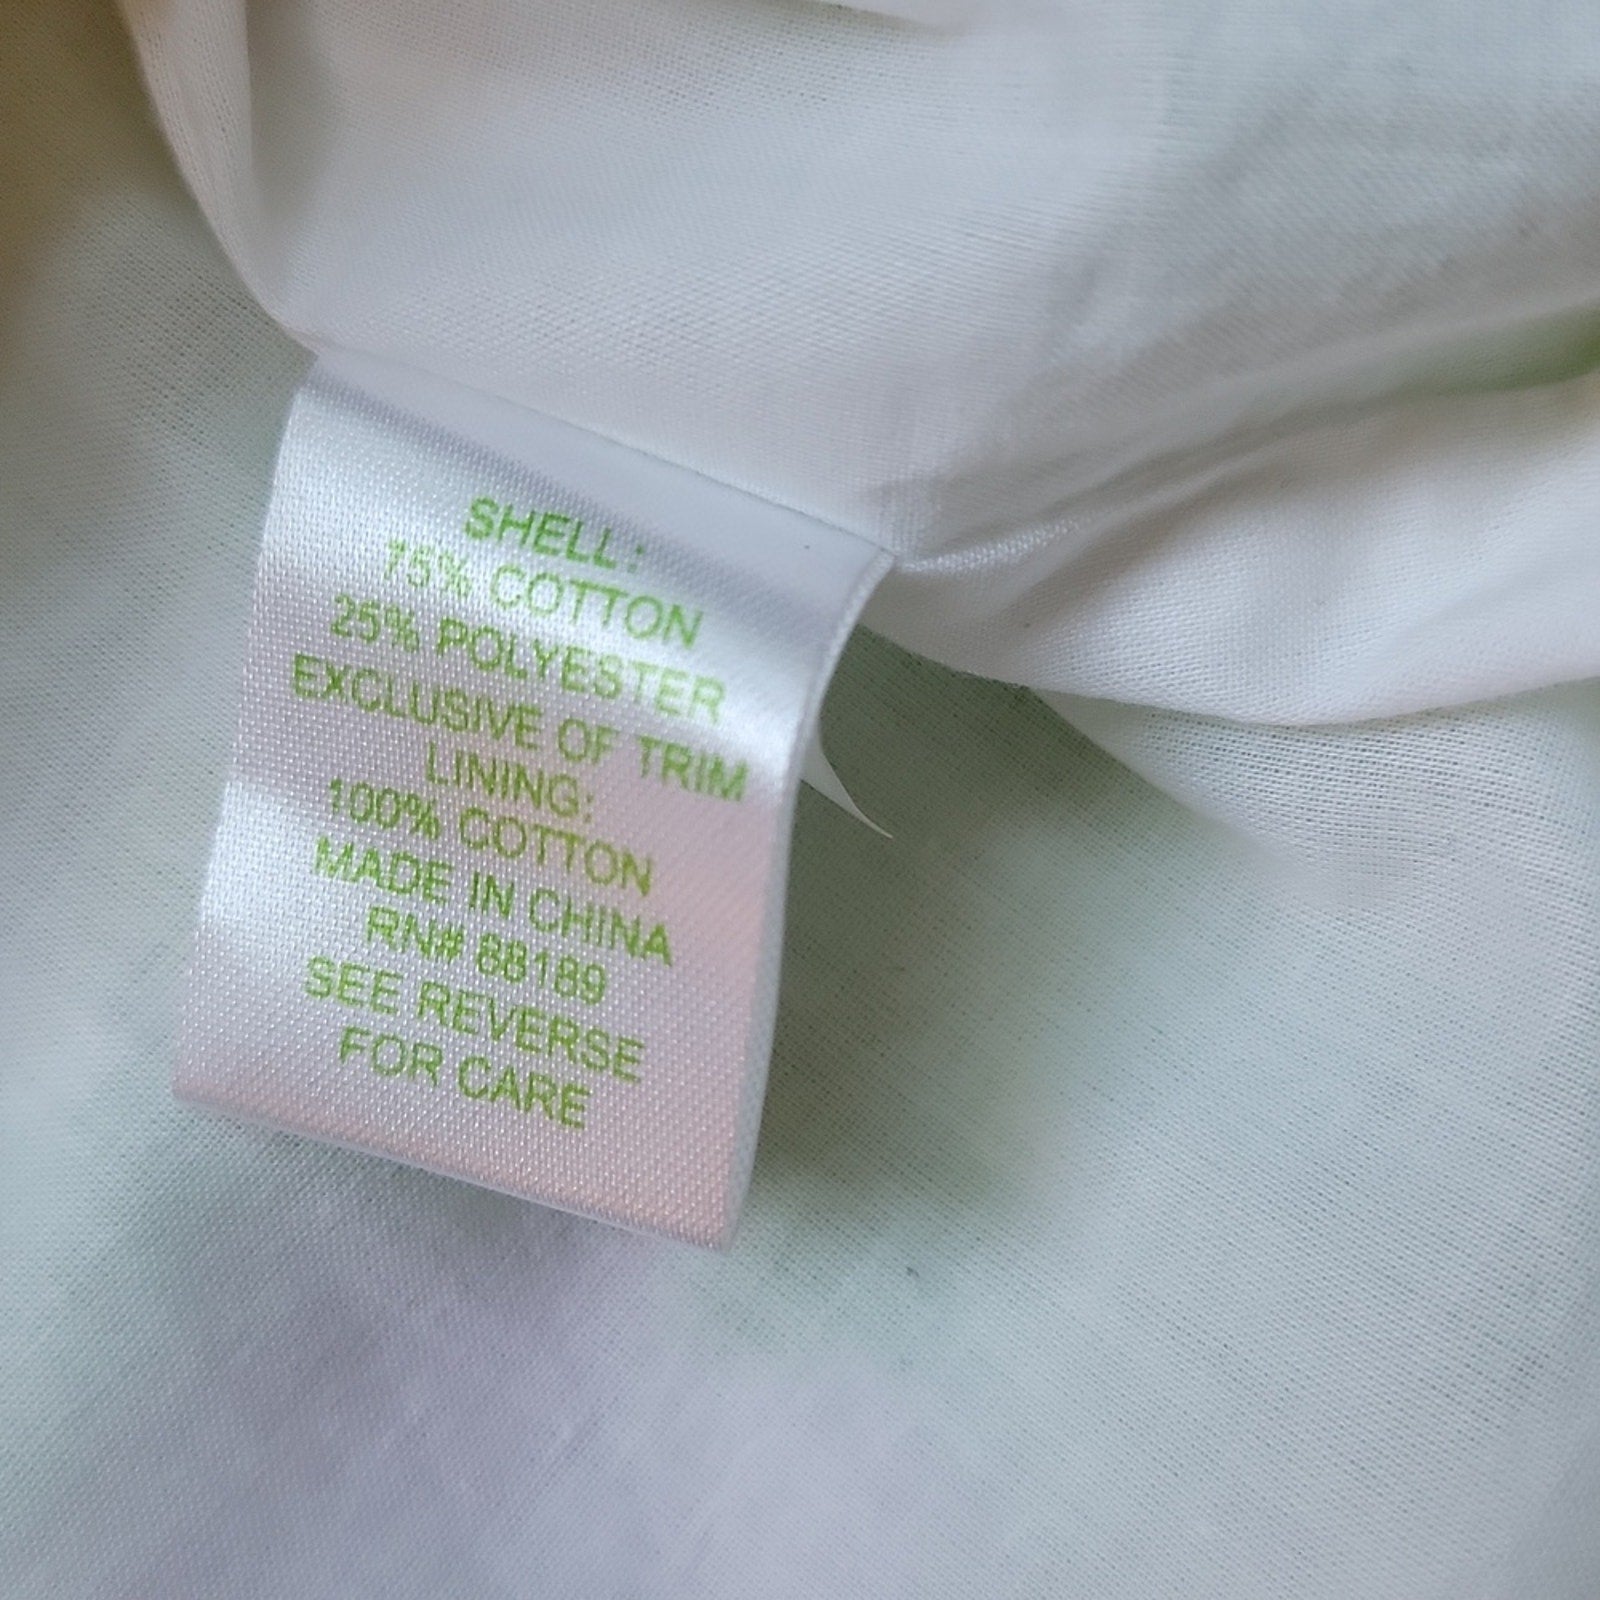 SHELL:
75% COTTON
25% POLYESTER
EXCLUSIVE OF TRIM
LINING:
100% COTTON
MADE IN CHINA
RN# 88189
SEE REVERSE
FOR CARE